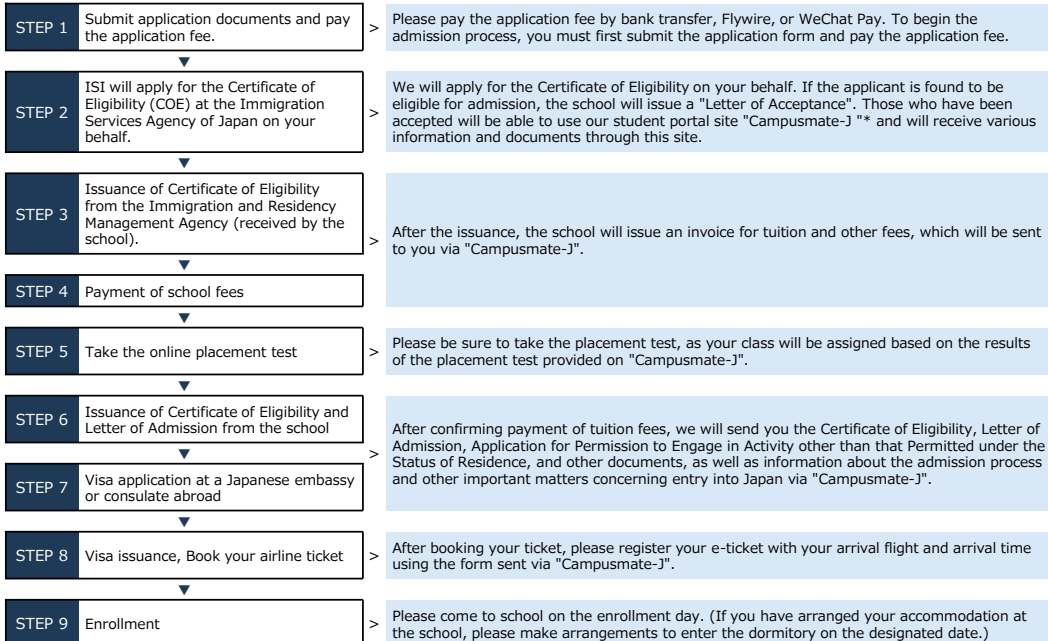 STEP 1
Submit application documents and pay
the application fee.
>
Please pay the application fee by bank transfer, Flywire, or WeChat Pay. To begin the
admission process, you must first submit the application form and pay the application fee.
▼
STEP 2
ISI will apply for the Certificate of
Eligibility (COE) at the Immigration
Services Agency of Japan on your
behalf.
>
We will apply for the Certificate of Eligibility on your behalf. If the applicant is found to be
eligible for admission, the school will issue a "Letter of Acceptance". Those who have been
accepted will be able to use our student portal site "Campusmate-J "* and will receive various
information and documents through this site.
▼
STEP 3
Issuance of Certificate of Eligibility
from the Immigration and Residency
Management Agency (received by the
school).
▼
STEP 4
Payment of school fees
>
After the issuance, the school will issue an invoice for tuition and other fees, which will be sent
to you via "Campusmate-J".
▼
STEP 5
Take the online placement test
>
Please be sure to take the placement test, as your class will be assigned based on the results
of the placement test provided on "Campusmate-J".
▼
STEP 6
Issuance of Certificate of Eligibility and
Letter of Admission from the school
▼
STEP 7
Visa application at a Japanese embassy
or consulate abroad
>
After confirming payment of tuition fees, we will send you the Certificate of Eligibility, Letter of
Admission, Application for Permission to Engage in Activity other than that Permitted under the
Status of Residence, and other documents, as well as information about the admission process
and other important matters concerning entry into Japan via "Campusmate-J".
▼
STEP 8
Visa issuance, Book your airline ticket
>
After booking your ticket, please register your e-ticket with your arrival flight and arrival time
using the form sent via "Campusmate-J".
▼
STEP 9
Enrollment
>
Please come to school on the enrollment day. (If you have arranged your accommodation at
the school, please make arrangements to enter the dormitory on the designated date.)